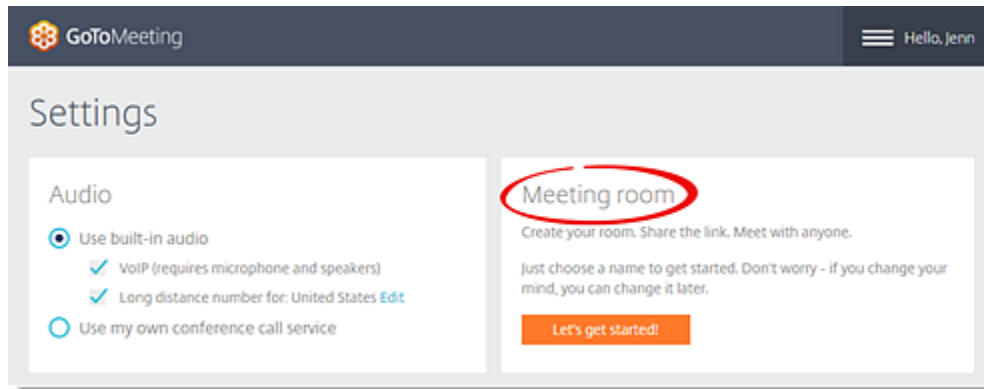 GoToMeeting
Hello, Jenn
Settings
Audio
Use built-in audio
VoIP (requires microphone and speakers)
Long distance number for: United States Edit
Use my own conference call service
Meeting room
Create your room. Share the link. Meet with anyone.
Just choose a name to get started. Don't worry - if you change your
mind, you can change it later.
Let's get started!